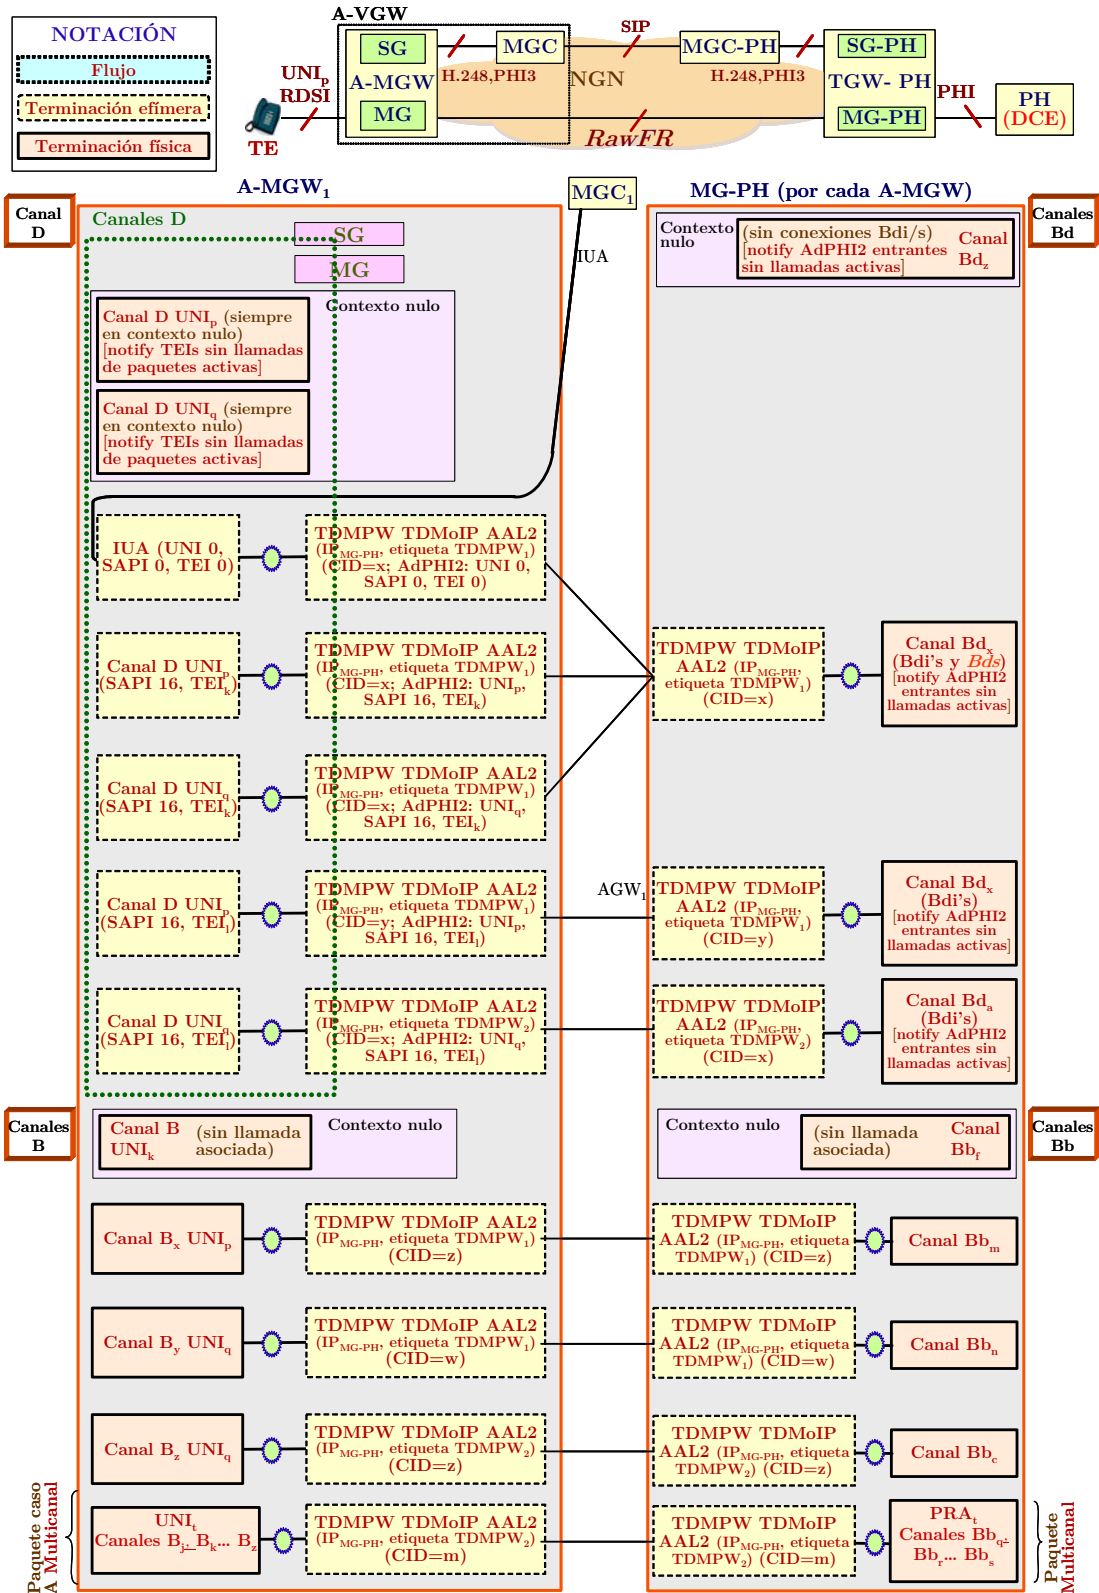 NOTACIÓN
Flujo
Terminación efímera
Terminación física
A-VGW
SG
A-MGW
MG
MGC
SIP
MGC-PH
SG-PH
TGW- PH
MG-PH
UNIp
RDSI
H.248,PHI3
NGN
H.248,PHI3
PHI
PH
(DCE)
TE
RawFR
A-MGW1
MGC1
MG-PH (por cada A-MGW)
Canal
D
Canales D
SG
MG
IUA
Contexto nulo
Canal D UNIp (siempre
en contexto nulo)
[notify TEIs sin llamadas
de paquetes activas]
Canal D UNIq (siempre
en contexto nulo)
[notify TEIs sin llamadas
de paquetes activas]
Contexto
nulo
(sin conexiones Bdi/s)
[notify AdPHI2 entrantes
sin llamadas activas]
Canal
Bdz
Canales
Bd
IUA (UNI 0,
SAPI 0, TEI 0)
TDMPW TDMoIP AAL2
(IPMG-PH, etiqueta TDMPW1)
(CID=x; AdPHI2: UNI 0,
SAPI 0, TEI 0)
Canal D UNIp
(SAPI 16, TEIk)
TDMPW TDMoIP AAL2
(IPMG-PH, etiqueta TDMPW1)
(CID=x; AdPHI2: UNIp,
SAPI 16, TEIk)
TDMPW TDMoIP
AAL2 (IPMG-PH,
etiqueta TDMPW1)
(CID=x)
Canal Bdx
(Bdi's y Bds)
[notify AdPHI2
entrantes sin
llamadas activas]
Canal D UNIq
(SAPI 16, TEIk)
TDMPW TDMoIP AAL2
(IPMG-PH, etiqueta TDMPW1)
(CID=x; AdPHI2: UNIq,
SAPI 16, TEIk)
Canal D UNIp
(SAPI 16, TEIl)
TDMPW TDMoIP AAL2
(IPMG-PH, etiqueta TDMPW1)
(CID=y; AdPHI2: UNIp,
SAPI 16, TEIl)
AGW1
TDMPW TDMoIP
AAL2 (IPMG-PH,
etiqueta TDMPW1)
(CID=y)
Canal Bdx
(Bdi's)
[notify AdPHI2
entrantes sin
llamadas activas]
Canal D UNIq
(SAPI 16, TEIl)
TDMPW TDMoIP AAL2
(IPMG-PH, etiqueta TDMPW2)
(CID=x; AdPHI2: UNIq,
SAPI 16, TEIl)
TDMPW TDMoIP
AAL2 (IPMG-PH,
etiqueta TDMPW2)
(CID=x)
Canal Bda
(Bdi's)
[notify AdPHI2
entrantes sin
llamadas activas]
Canales
B
Canal B
UNIk
(sin llamada
asociada)
Contexto nulo
Contexto nulo
(sin llamada
asociada)
Canal
Bbf
Canales
Bb
Canal Bx UNIp
TDMPW TDMoIP AAL2
(IPMG-PH, etiqueta TDMPW1)
(CID=z)
TDMPW TDMoIP
AAL2 (IPMG-PH, etiqueta
TDMPW1) (CID=z)
Canal Bbm
Canal By UNIq
TDMPW TDMoIP AAL2
(IPMG-PH, etiqueta TDMPW1)
(CID=w)
TDMPW TDMoIP
AAL2 (IPMG-PH, etiqueta
TDMPW1) (CID=w)
Canal Bbn
Canal Bz UNIq
TDMPW TDMoIP AAL2
(IPMG-PH, etiqueta TDMPW2)
(CID=z)
TDMPW TDMoIP
AAL2 (IPMG-PH, etiqueta
TDMPW2) (CID=z)
Canal Bbc
Paquete caso
A Multicanal
UNIt
Canales Bj- Bk... Bz
TDMPW TDMoIP AAL2
(IPMG-PH, etiqueta TDMPW2)
(CID=m)
TDMPW TDMoIP
AAL2 (IPMG-PH, etiqueta
TDMPW2) (CID=m)
PRAt
Canales Bbq-
Bbr... Bbs
Paquete
Multicanal